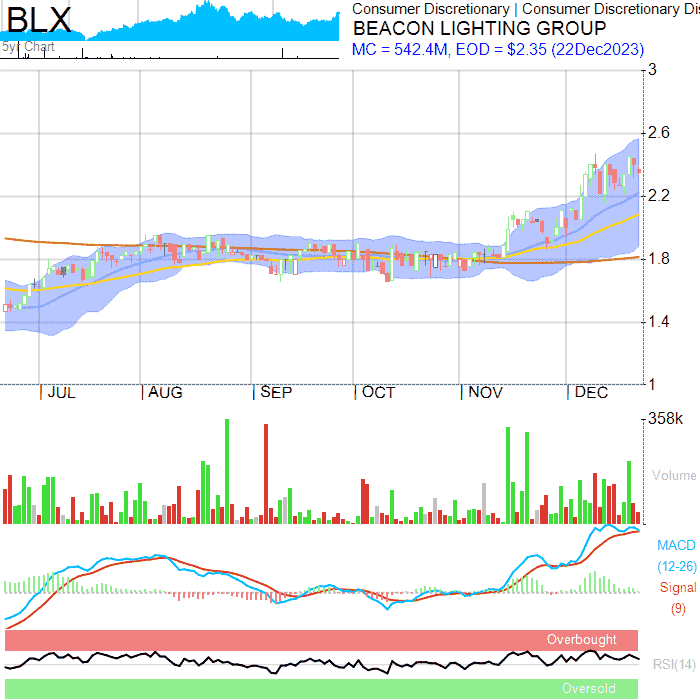 BLX
5yr Chart
Consumer Discretionary | Consumer Discretionary Dis
BEACON LIGHTING GROUP
MC = 542.4M, EOD = $2.35 (22Dec2023)
3
2.6
2.2
1.8
1.4
1
JUL AUG SEP OCT NOV DEC
358k
Volume
MACD
(12-26)
Signal
(9)
Overbought
RSI(14)
Oversold